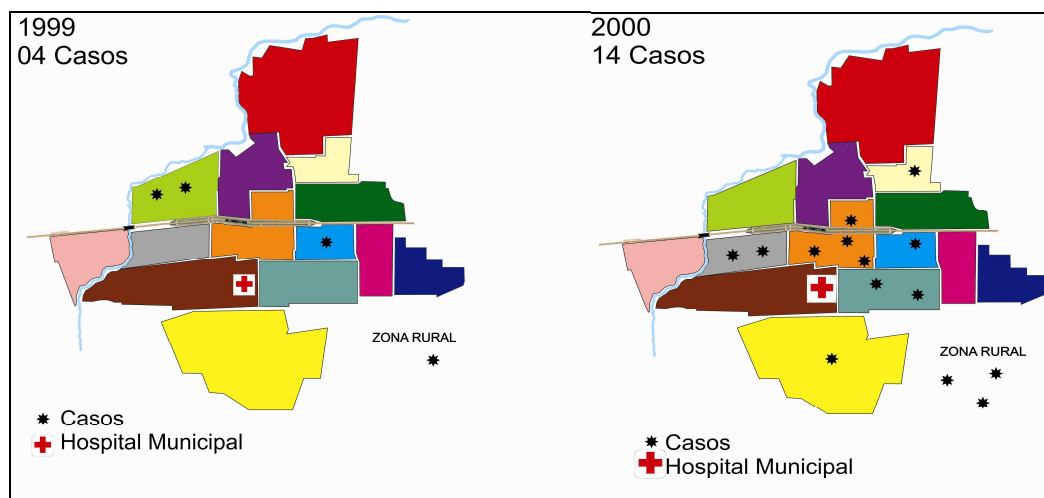 1999
04 Casos
ZONA RURAL
Casos
Hospital Municipal
2000
14 Casos
ZONA RURAL
Casos
Hospital Municipal